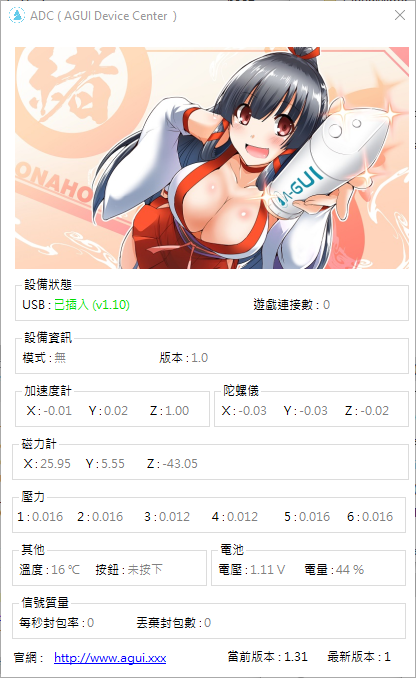 ADC ( AGUI Device Center )
緒
ONAHO
A-GUI
設備狀態
USB : 已插入 (v1.10) 遊戲連接數 : 0
設備資訊
模式 : 無 版本 : 1.0
加速度計 陀螺儀
X : -0.01 Y : 0.02 Z : 1.00 X : -0.03 Y : -0.03 Z : -0.02
磁力計
X : 25.95 Y : 5.55 Z : -43.05
壓力
1 : 0.016 2 : 0.016 3 : 0.012 4 : 0.012 5 : 0.016 6 : 0.016
其他 電池
溫度 : 16 ℃ 按鈕 : 未按下 電壓 : 1.11 V 電量 : 44 %
信號質量
每秒封包率 : 0 丟棄封包數 : 0
官網 : http://www.agui.xxx 當前版本 : 1.31 最新版本 : 1